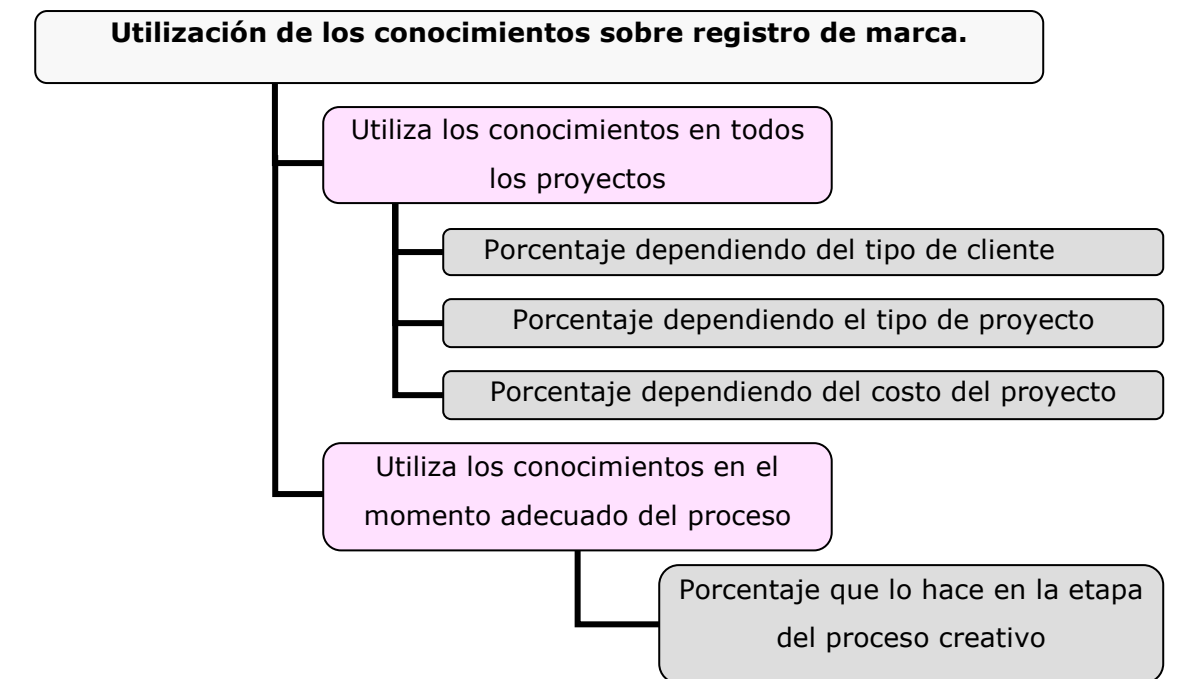 Utilización de los conocimientos sobre registro de marca.
Utiliza los conocimientos en todos
los proyectos
Porcentaje dependiendo del tipo de cliente
Porcentaje dependiendo el tipo de proyecto
Porcentaje dependiendo del costo del proyecto
Utiliza los conocimientos en el
momento adecuado del proceso
Porcentaje que lo hace en la etapa
del proceso creativo